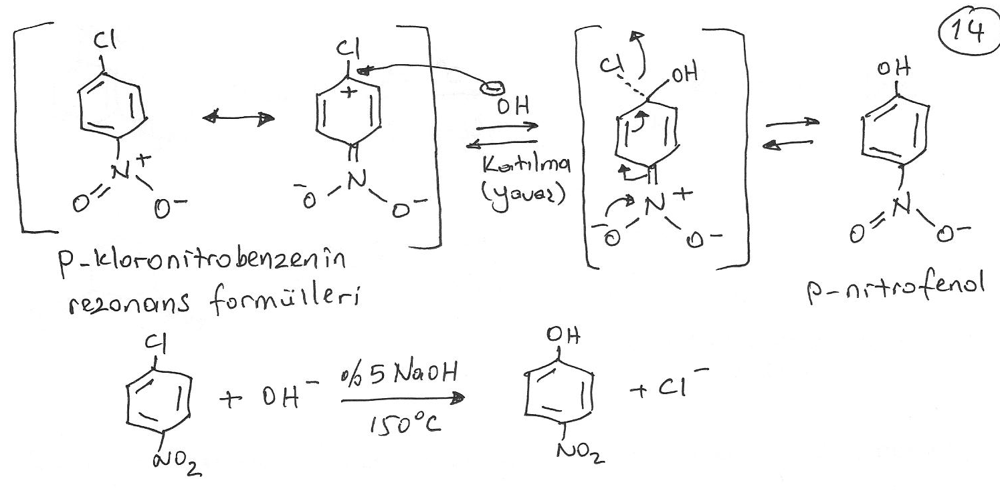 14
Cl
Cl
+
OH
Cl
OH
OH
N+
O
O-
N
-O
O-
Katılma
(yavaş)
N+
-O
O-
N
O
O-
p-kloronitrobenzenin
rezonans formülleri
p-nitrofenol
Cl
+ OH-
%5 NaOH
150°C
OH
+ Cl-
NO2
NO2